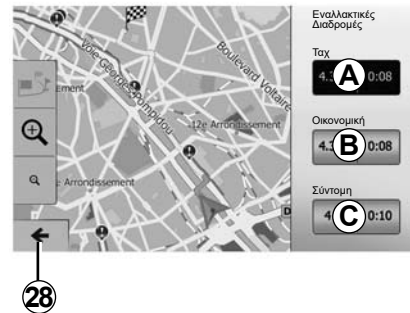 Εναλλακτικές
Διαδρομές
Ταχ
4.
A
0:08
Οικονομική
4.
B
0:08
Σύντομη
4
C
0:10
Voie Georges Pompidou
Boulevard Voltaire
ement
12e Arrondissement
e Arrondissement
D
28